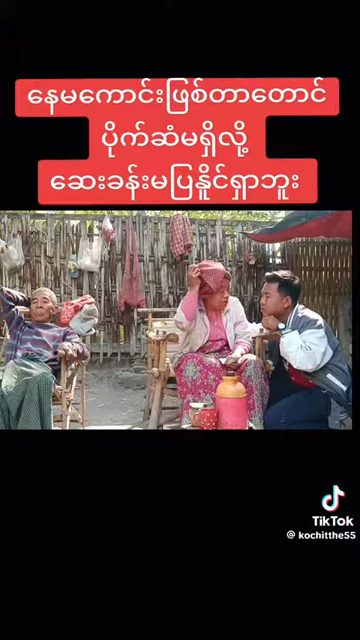 နေမကောင်းဖြစ်တာတောင်
ပိုက်ဆံမရှိလို့
ဆေးခန်းမပြနိူင်ရှာဘူး
TikTok
@ kochitthe55